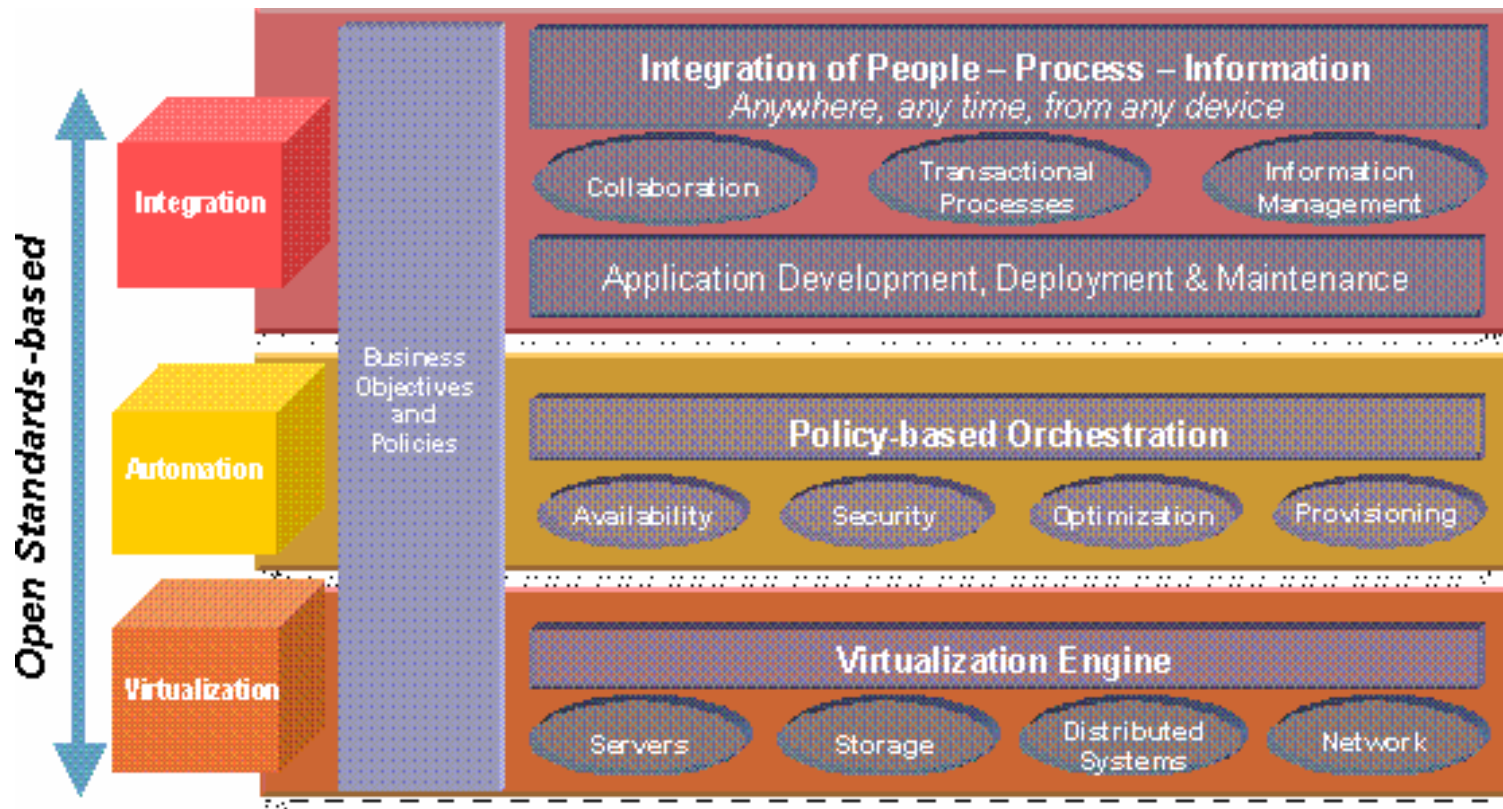 Open Standards-based
Integration
Integration of People – Process – Information
Anywhere, any time, from any device
Collaboration
Transactional
Processes
Information
Management
Application Development, Deployment & Maintenance
Business
Objectives
and
Policies
Automation
Policy-based Orchestration
Availability
Security
Optimization
Provisioning
Virtualization
Virtualization Engine
Servers
Storage
Distributed
Systems
Network